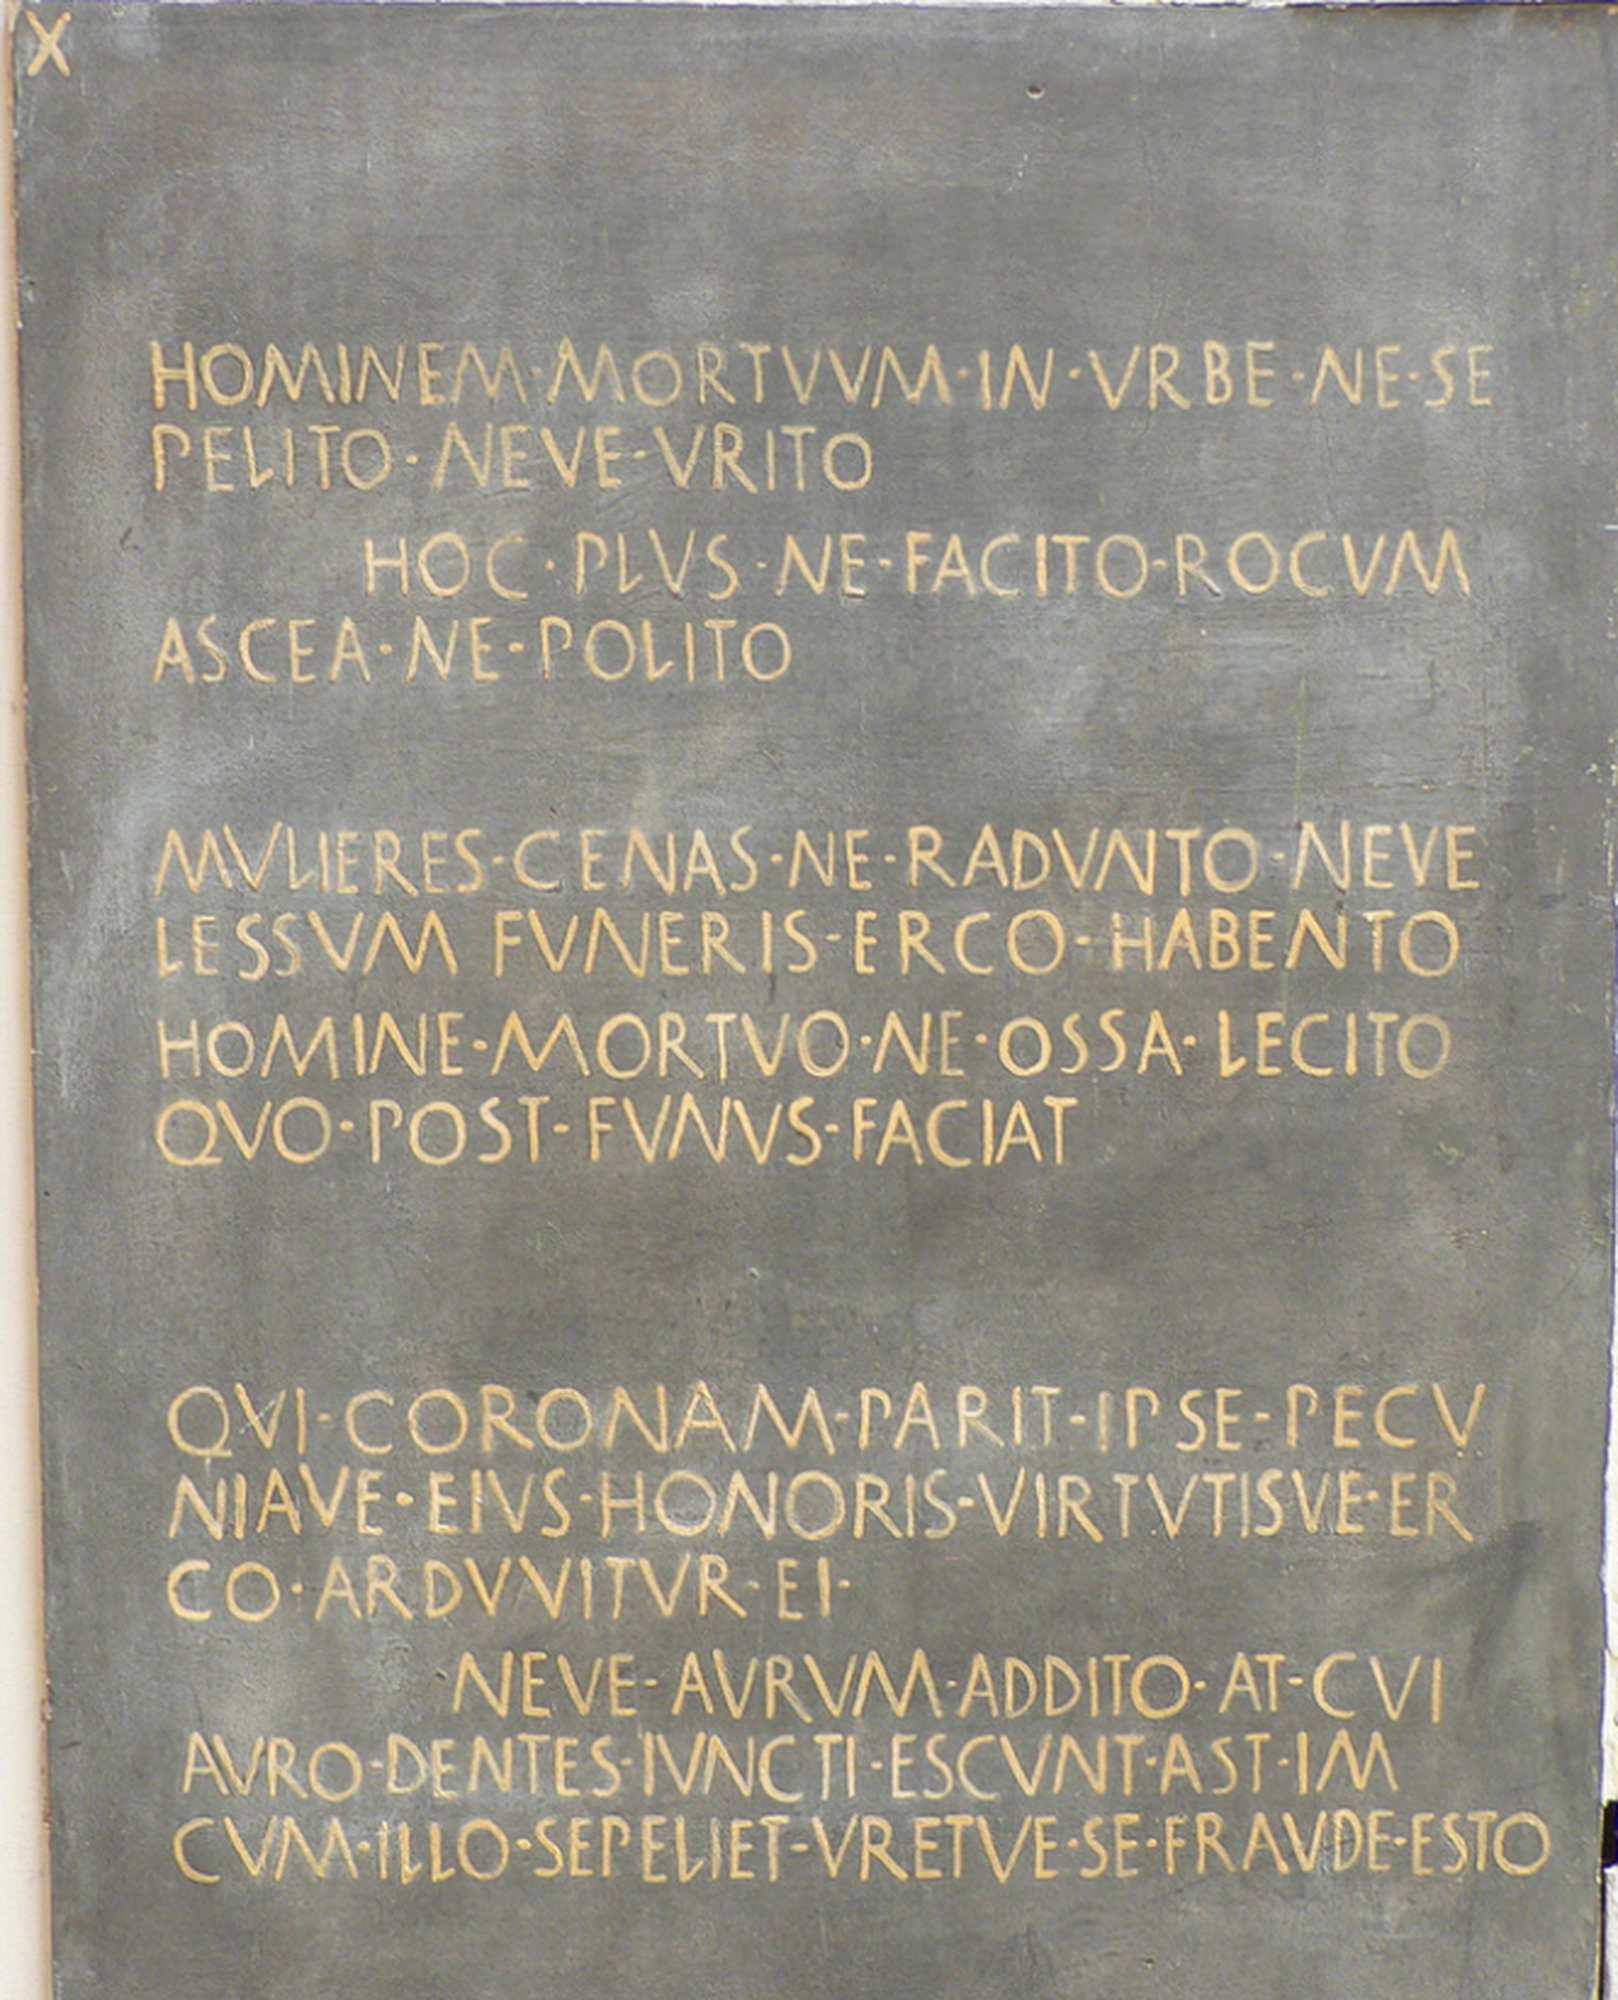 X
HOMINEM·MORTVVM·IN·VRBE·NE·SE
PELITO·NEVE·VRITO
HOC·PLVS·NE·FACITO·ROCVM
ASCEA·NE·POLITO
MVLIERES·CENAS·NE·RADVNTO·NEVE
LESSVM FVNERIS·ERCO·HABENTO
HOMINE·MORTVO·NE·OSSA·LECITO
QVO·POST·FVNVS·FACIAT
QVI·CORONAM·PARIT·IPSE·PECV
NIAVE·EIVS·HONORIS·VIRTVTISVE·ER
CO·ARDVVITVR·EI·
NEVE·AVRVM·ADDITO·AT·CVI
AVRO·DENTES·IVNCTI·ESCVNT·AST·IM
CVM·ILLO·SEPELIET·VRETVE·SE·FRAVDE·ESTO